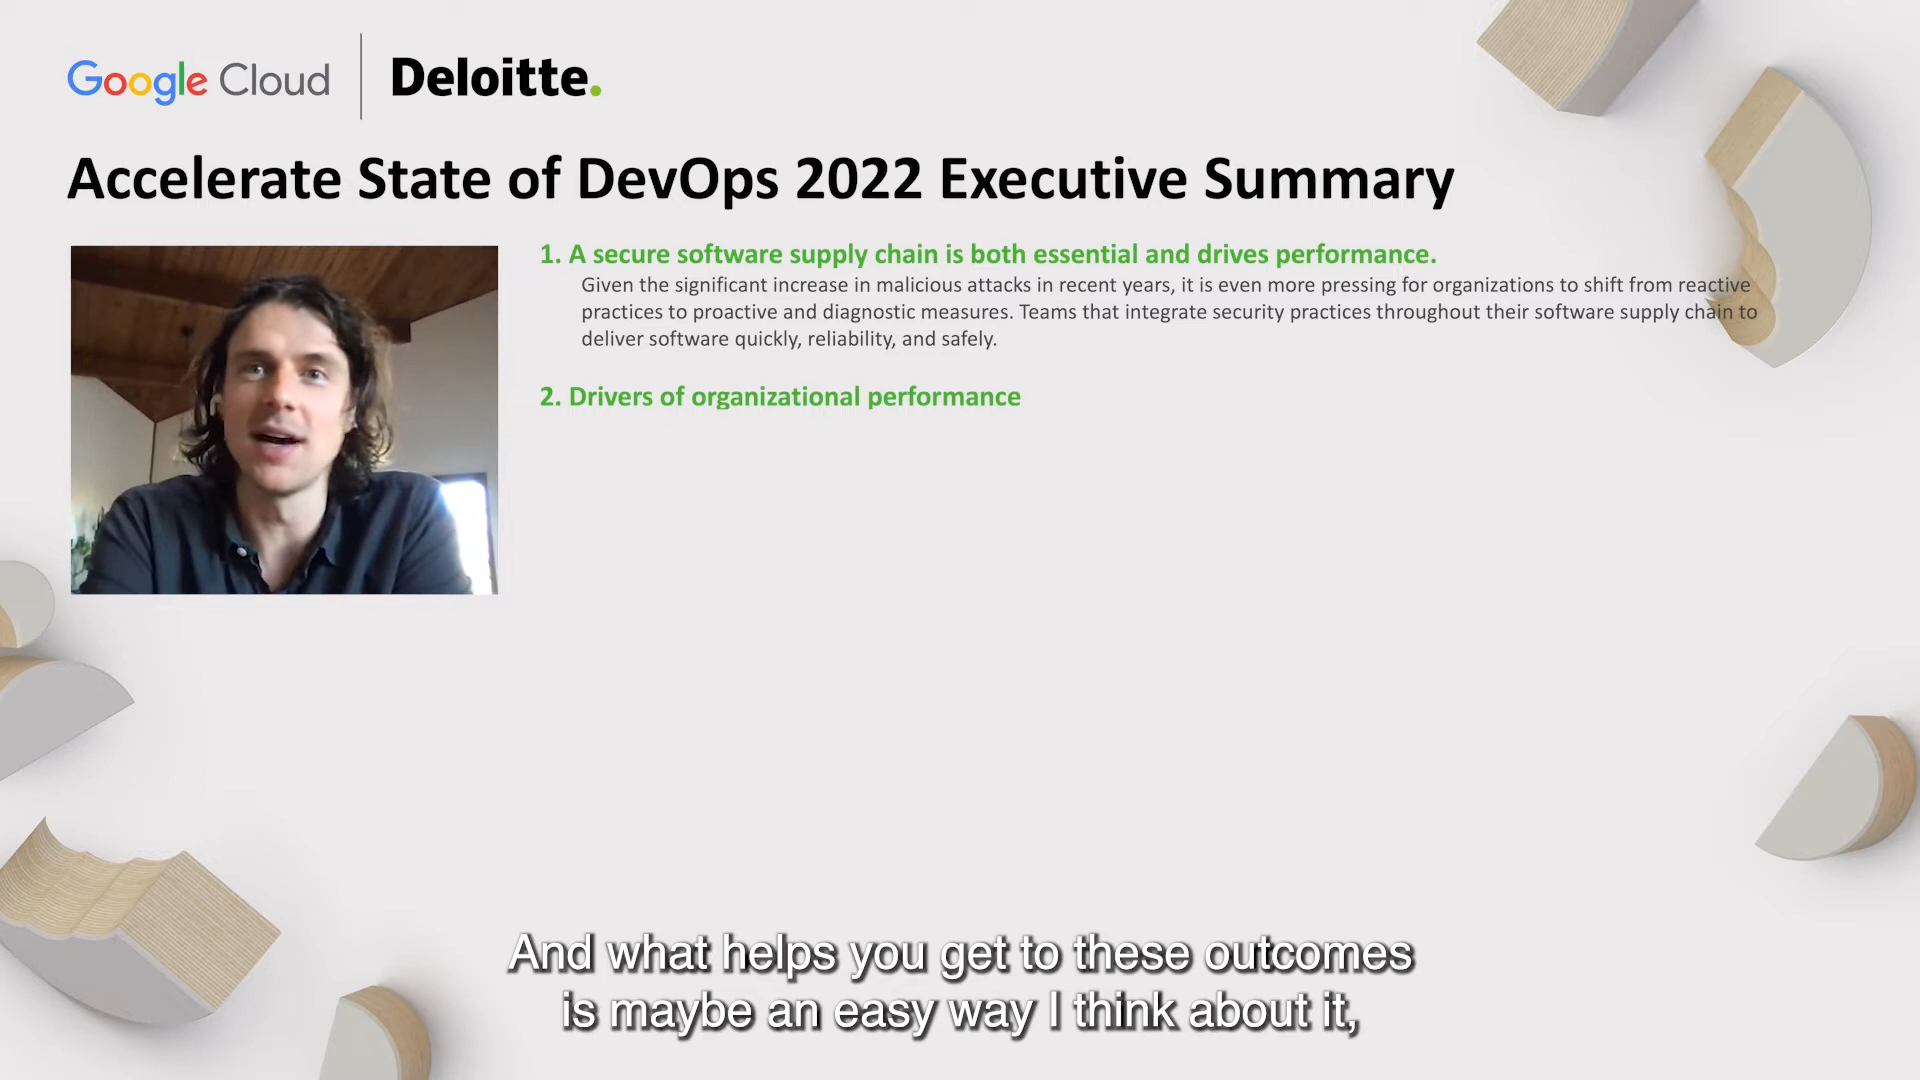 Google Cloud
Deloitte.
Accelerate State of DevOps 2022 Executive Summary
1. A secure software supply chain is both essential and drives performance.
Given the significant increase in malicious attacks in recent years, it is even more pressing for organizations to shift from reactive
practices to proactive and diagnostic measures. Teams that integrate security practices throughout their software supply chain to
deliver software quickly, reliability, and safely.
2. Drivers of organizational performance
And what helps you get to these outcomes
is maybe an easy way I think about it,